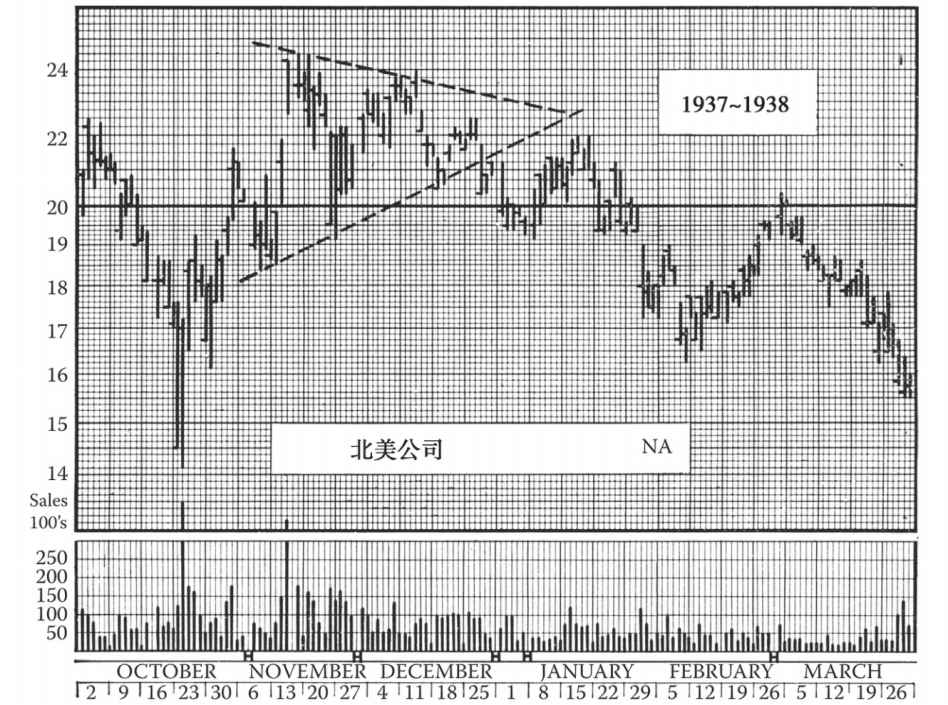 24
1937~1938
22
20
19
18
17
16
15
北美公司 NA
14
Sales
100's
250
200
150
100
50
H H H H H
OCTOBER NOVEMBER DECEMBER JANUARY FEBRUARY MARCH
2 9 16 23 30 6 13 20 27 4 11 18 25 1 8 15 22 29 5 12 19 26 5 12 19 26